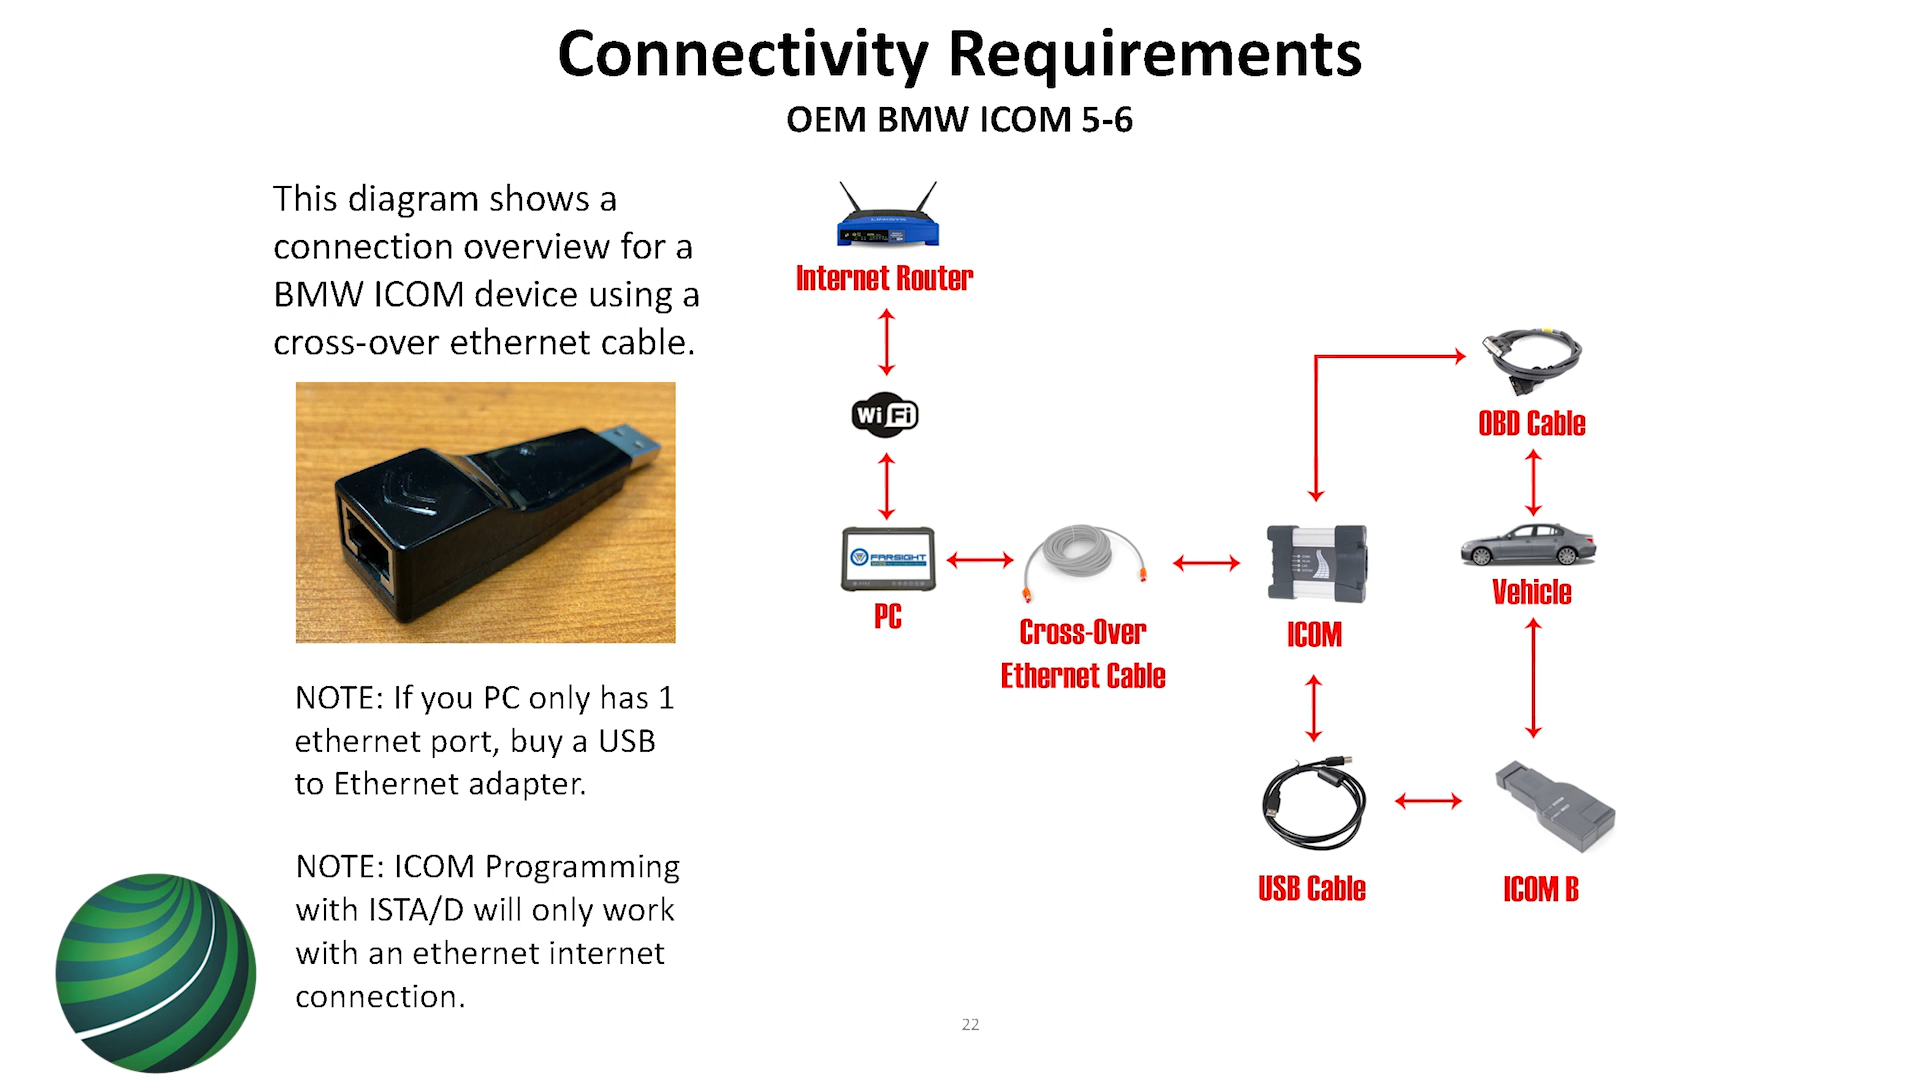 Connectivity Requirements
OEM BMW ICOM 5-6
This diagram shows a
connection overview for a
BMW ICOM device using a
cross-over ethernet cable.
NOTE: If you PC only has 1
ethernet port, buy a USB
to Ethernet adapter.
NOTE: ICOM Programming
with ISTA/D will only work
with an ethernet internet
connection.
LINKSYS
Internet Router
Wi Fi
FARSIGHT
PC
Cross-Over
Ethernet Cable
ICOM
OBD Cable
Vehicle
USB Cable
ICOM B
22